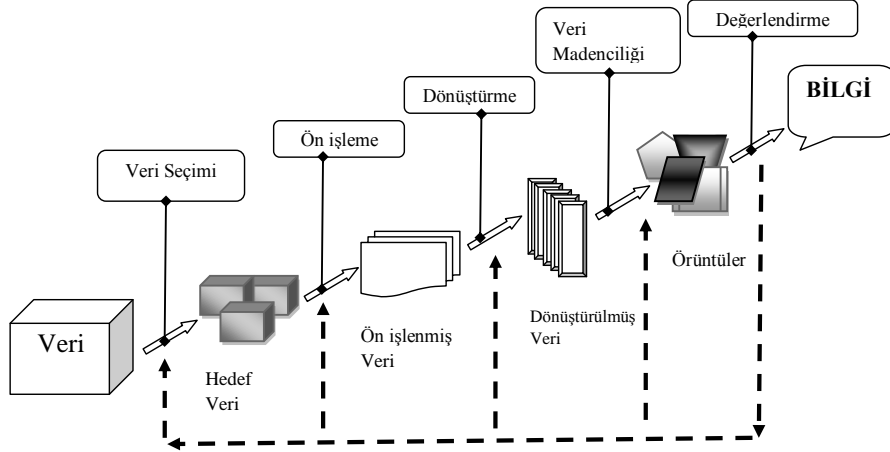 Değerlendirme
Veri
Madenciliği
BİLGİ
Dönüştürme
Ön işleme
Veri Seçimi
Örüntüler
Dönüştürülmüş
Veri
Ön işlenmiş
Veri
Veri
Hedef
Veri